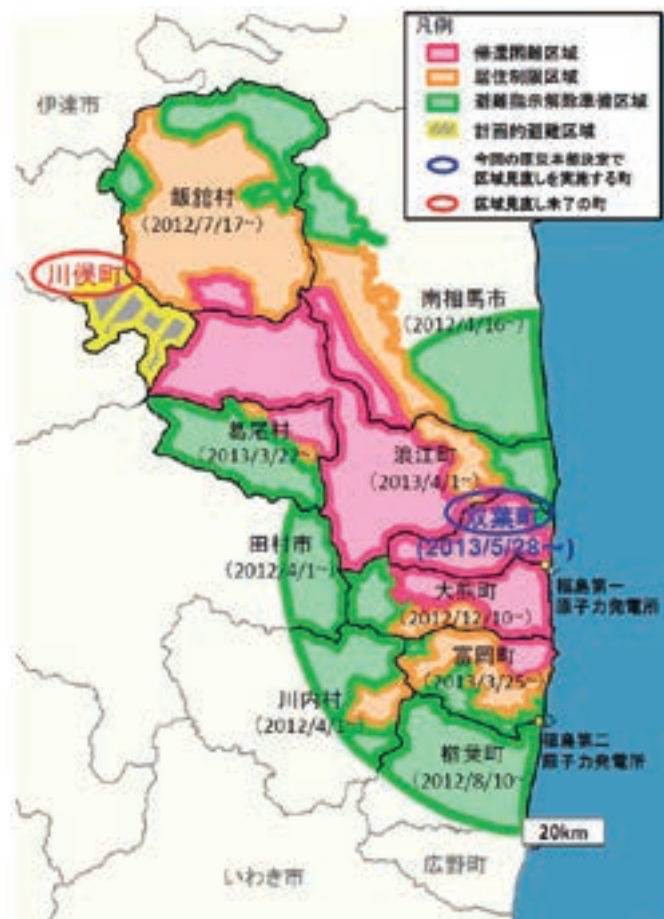 凡例
帰還困難区域
居住制限区域
避難指示解除準備区域
計画的避難区域
今回の原災本部決定で
区域見直しを実施する町
区域見直し未了の町
伊達市
飯舘村
(2012/7/17~)
川俣町
南相馬市
(2012/4/16~)
葛尾村
(2013/3/22~)
浪江町
(2013/4/1~)
双葉町
(2013/5/28~)
田村市
(2012/4/1~)
大熊町
(2012/12/10~)
福島第一
原子力発電所
富岡町
(2013/3/25~)
川内村
(2012/4/1~)
福島第二
原子力発電所
楢葉町
(2012/8/10~
20km
広野町
いわき市